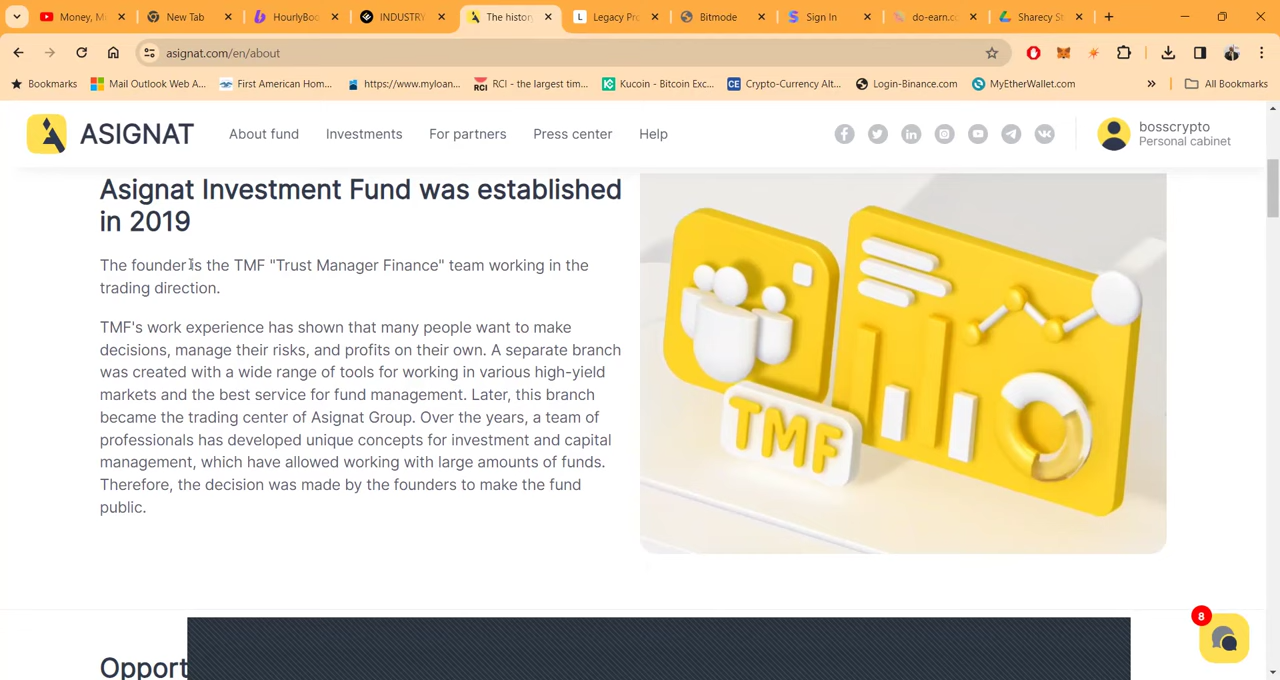 Money, M
New Tab
HourlyBoo
INDUSTRY
The histor
Legacy Pro
Bitmode
Sign In
do-earn.co
Sharecy St
asignat.com/en/about
Bookmarks
Mail Outlook Web A...
First American Hom...
https://www.myloan...
RCI - the largest tim...
Kucoin - Bitcoin Exc...
Crypto-Currency Alt...
Login-Binance.com
MyEtherWallet.com
All Bookmarks
ASIGNAT
About fund
Investments
For partners
Press center
Help
bosscrypto
Personal cabinet
Asignat Investment Fund was established
in 2019
The founder is the TMF "Trust Manager Finance" team working in the
trading direction.
TMF's work experience has shown that many people want to make
decisions, manage their risks, and profits on their own. A separate branch
was created with a wide range of tools for working in various high-yield
markets and the best service for fund management. Later, this branch
became the trading center of Asignat Group. Over the years, a team of
professionals has developed unique concepts for investment and capital
management, which have allowed working with large amounts of funds.
Therefore, the decision was made by the founders to make the fund
public.
TMF
8
Opport